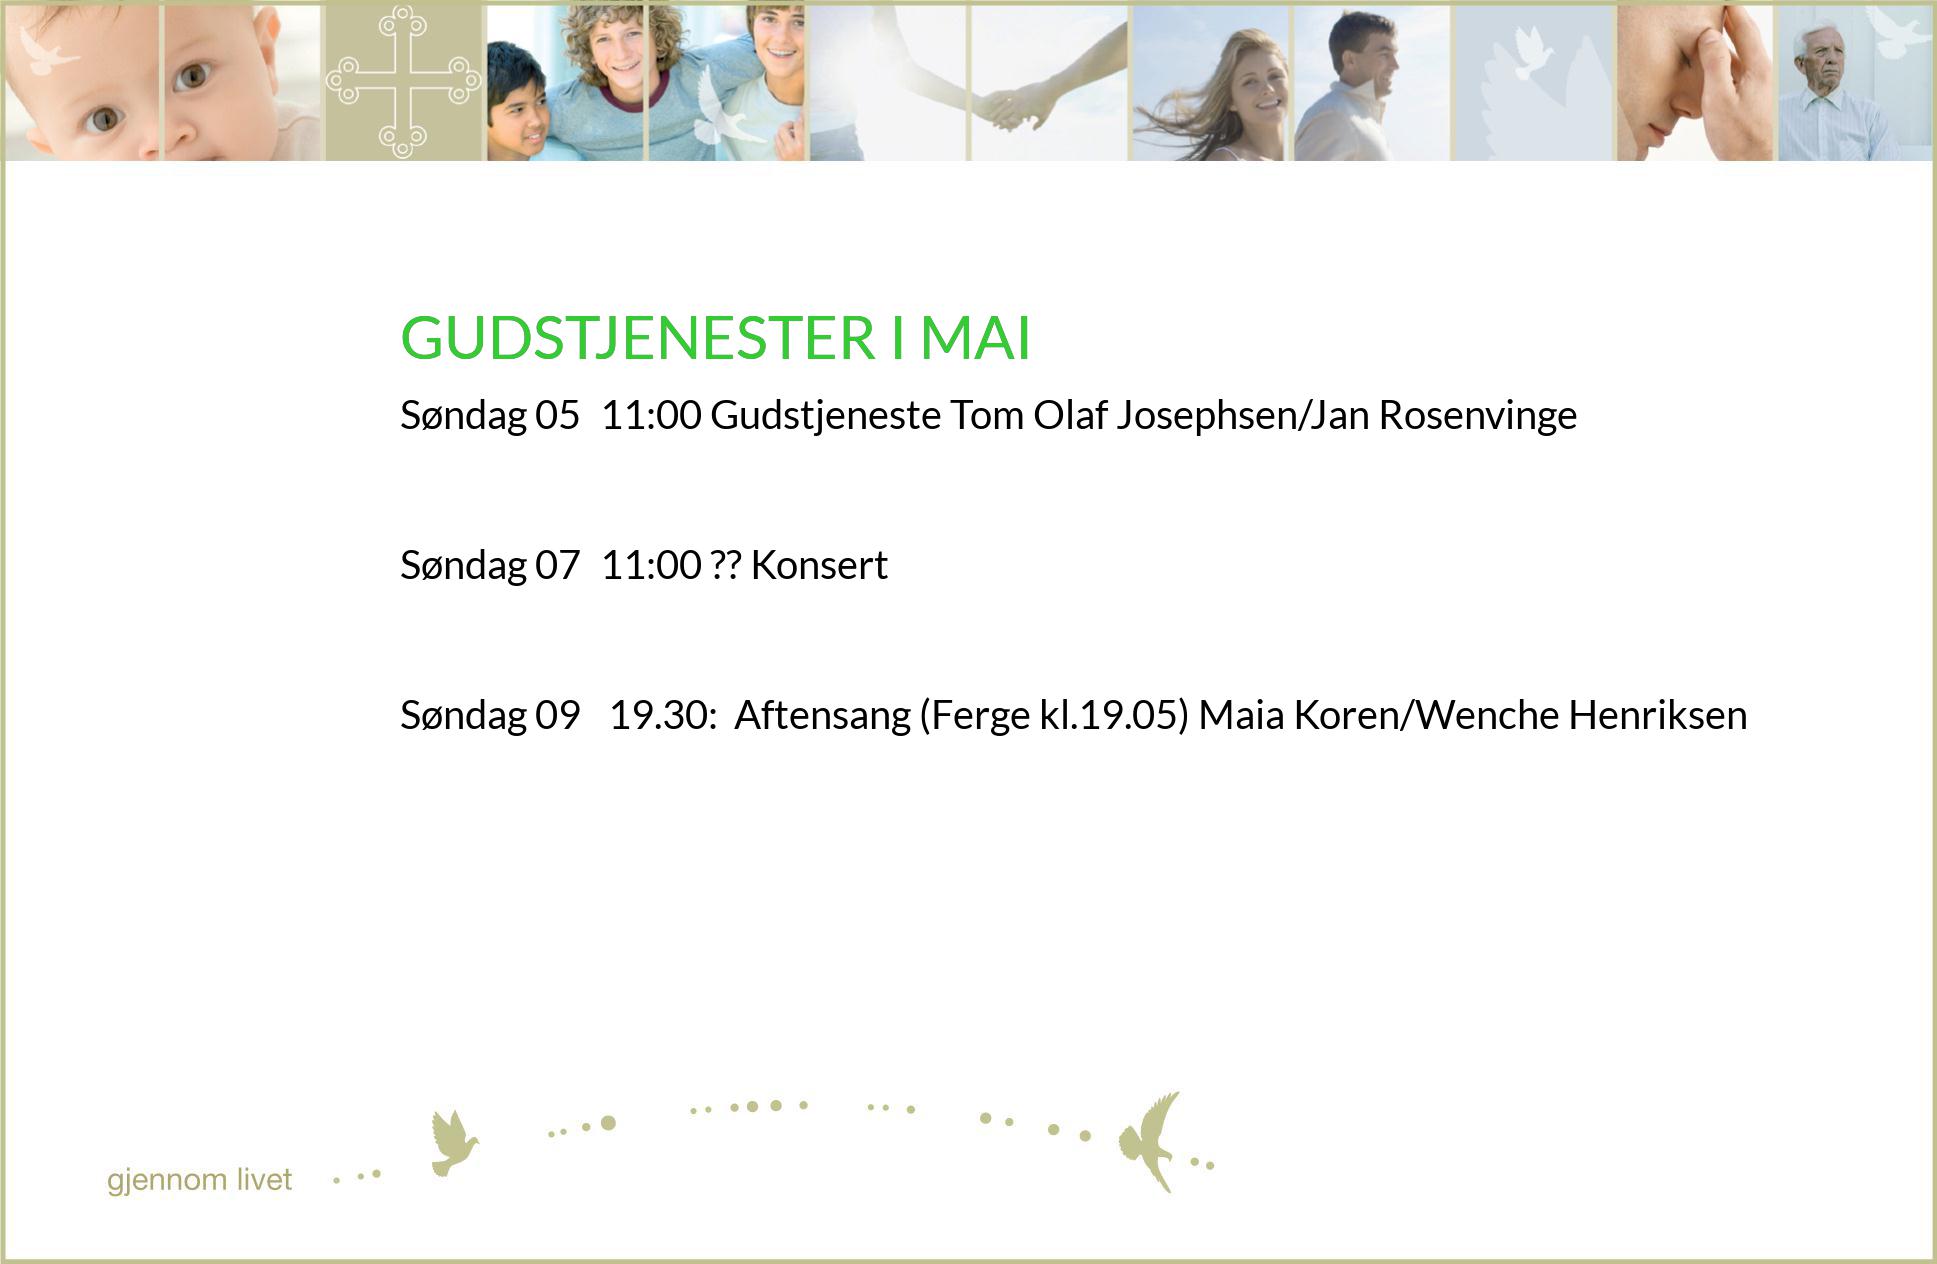 GUDSTJENESTER I MAI
Søndag 05  11:00 Gudstjeneste Tom Olaf Josephsen/Jan Rosenvinge
Søndag 07  11:00 ?? Konsert
Søndag 09   19.30:  Aftensang (Ferge kl.19.05) Maia Koren/Wenche Henriksen
gjennom livet